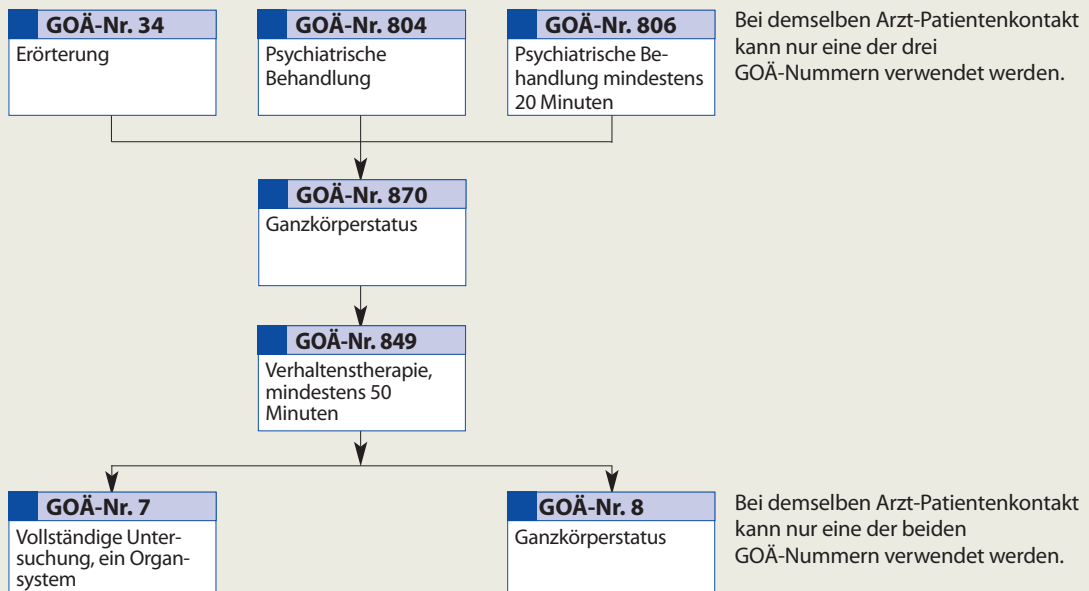 GOÄ-Nr. 34
Erörterung
GOÄ-Nr. 804
Psychiatrische
Behandlung
GOÄ-Nr. 806
Psychiatrische Be-
handlung mindestens
20 Minuten
Bei demselben Arzt-Patientenkontakt
kann nur eine der drei
GOÄ-Nummern verwendet werden.
GOÄ-Nr. 870
Ganzkörperstatus
GOÄ-Nr. 849
Verhaltenstherapie,
mindestens 50
Minuten
GOÄ-Nr. 7
Vollständige Unter-
suchung, ein Organ-
system
GOÄ-Nr. 8
Ganzkörperstatus
Bei demselben Arzt-Patientenkontakt
kann nur eine der beiden
GOÄ-Nummern verwendet werden.